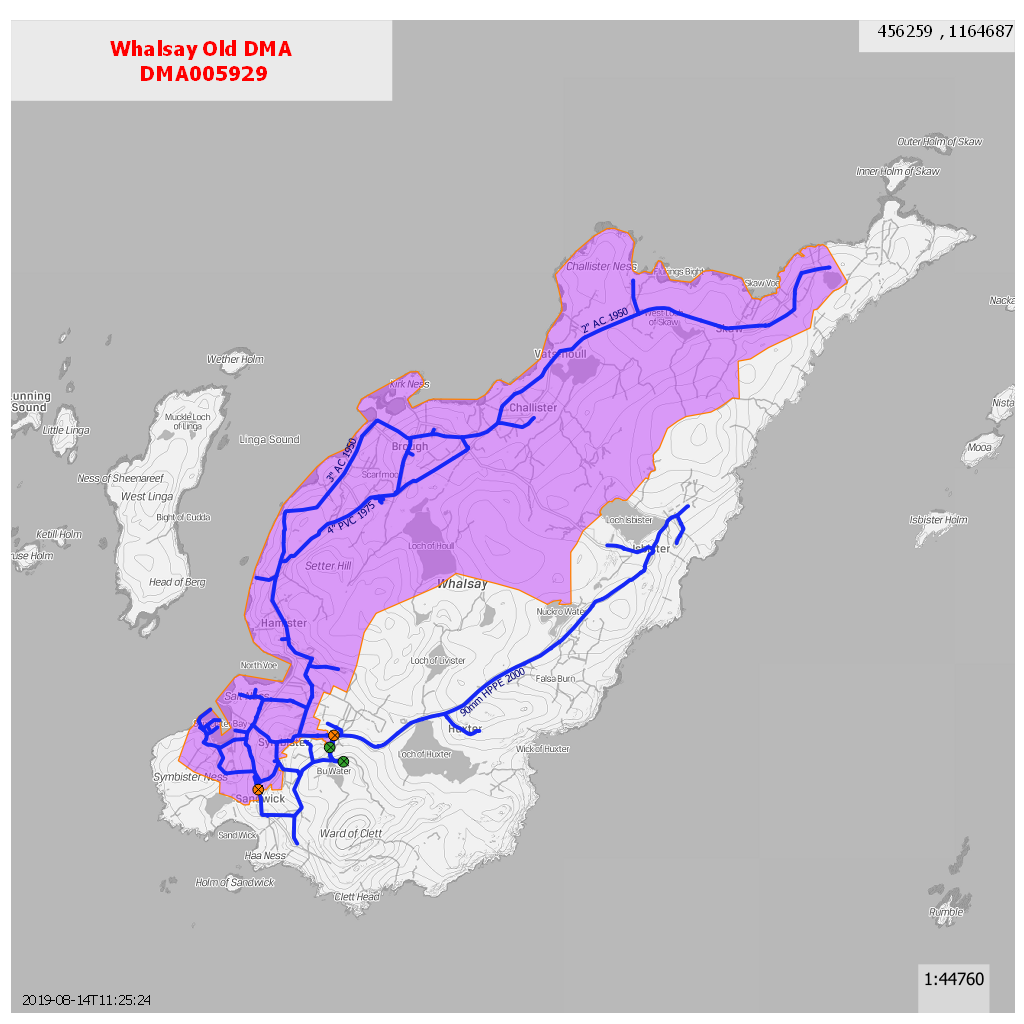 Whalsay Old DMA
DMA005929
456259 , 1164687
Outer Holm of Skaw
Inner Holm of Skaw
Challister Ness
Skaw Voe
2" AC 1950
Skaw
of Skaw
Vatshoull
Wether Holm
Kirk Ness
Sound
Little Linga
Muckle Loch
of Linga
Linga Sound
Challister
Brough
3" AC 1950
Nista
Mooa
Ness of Sheenareef
West Linga
Bight of Cudda
4" PVC 1975
Loch Isbister
Isbister Holm
Ketill Holm
Loch of Houll
Setter Hill
Head of Berg
Whalsay
Nuckro Water
Hamister
North Voe
Loch of Livister
Falsa Burn
90mm HPPE 2000
Huxter
Symbister
Wick of Huxter
Loch of Huxter
Bu Water
Symbister Ness
Sandwick
Sand Wick
Ward of Clett
Haa Ness
Holm of Sandwick
Clett Head
Rumble
1:44760
2019-08-14T11:25:24